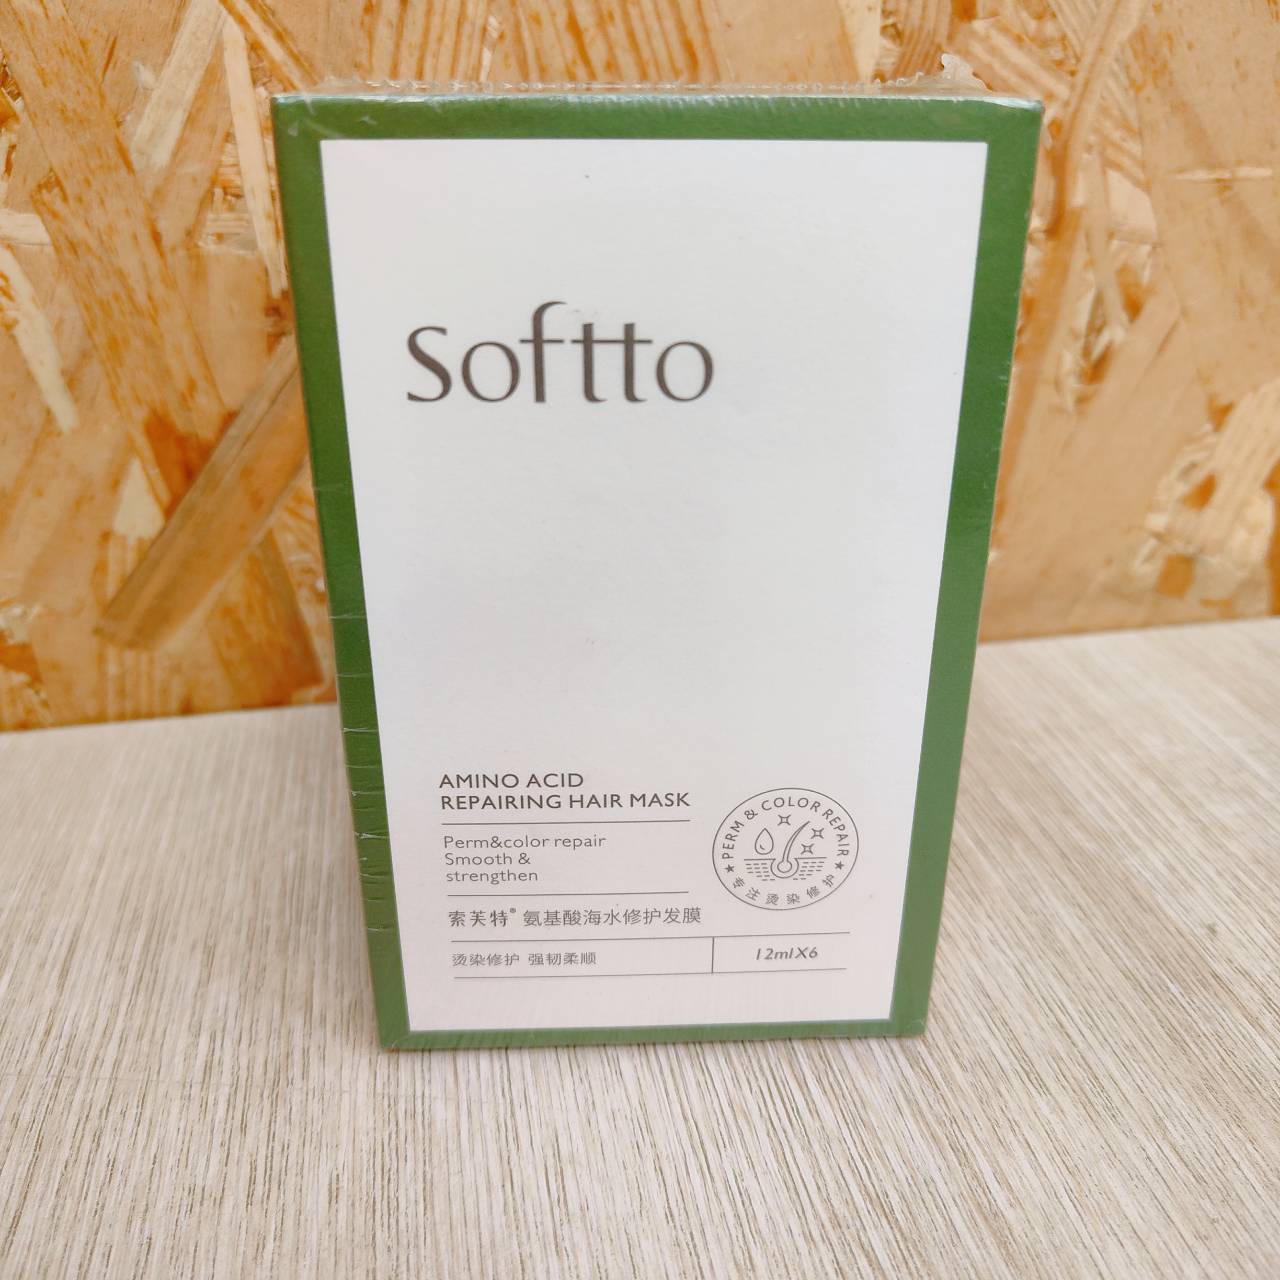 Softto
AMINO ACID
REPAIRING HAIR MASK
Perm&color repair
Smooth &
strengthen
PERM & COLOR REPAIR
专注烫染修护
索芙特® 氨基酸海水修护发膜
烫染修护 强韧柔顺
12mlX6